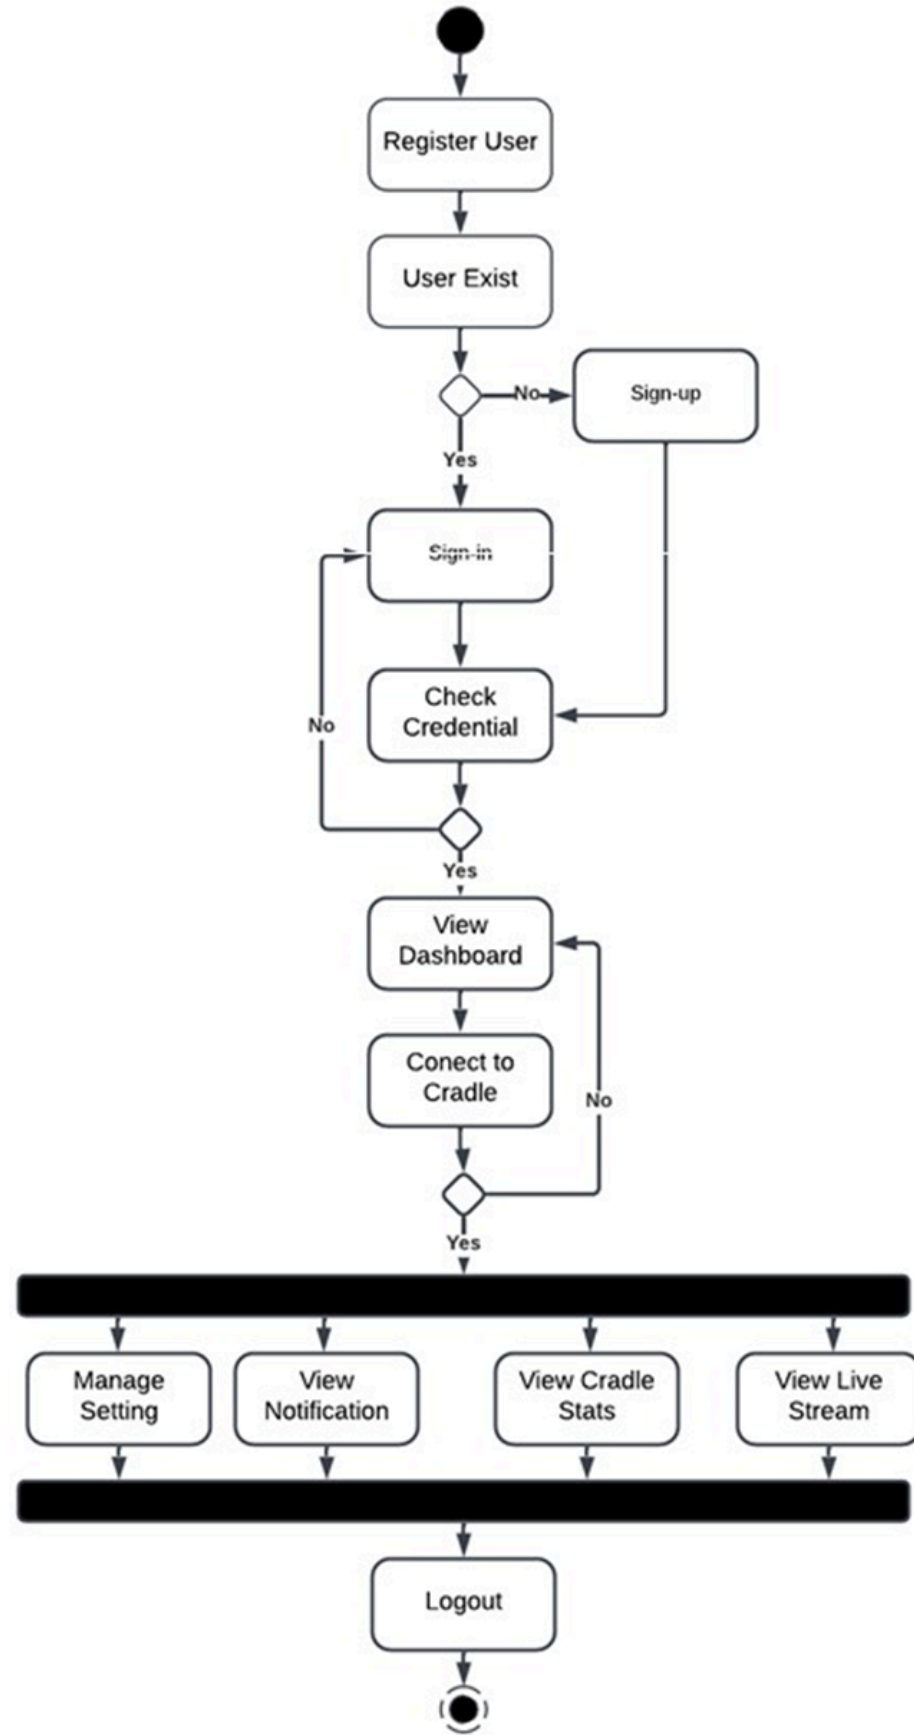 Register User
User Exist
No
Sign-up
Yes
Sign-in
Check
Credential
No
Yes
View
Dashboard
Conect to
Cradle
No
Yes
Manage
Setting
View
Notification
View Cradle
Stats
View Live
Stream
Logout